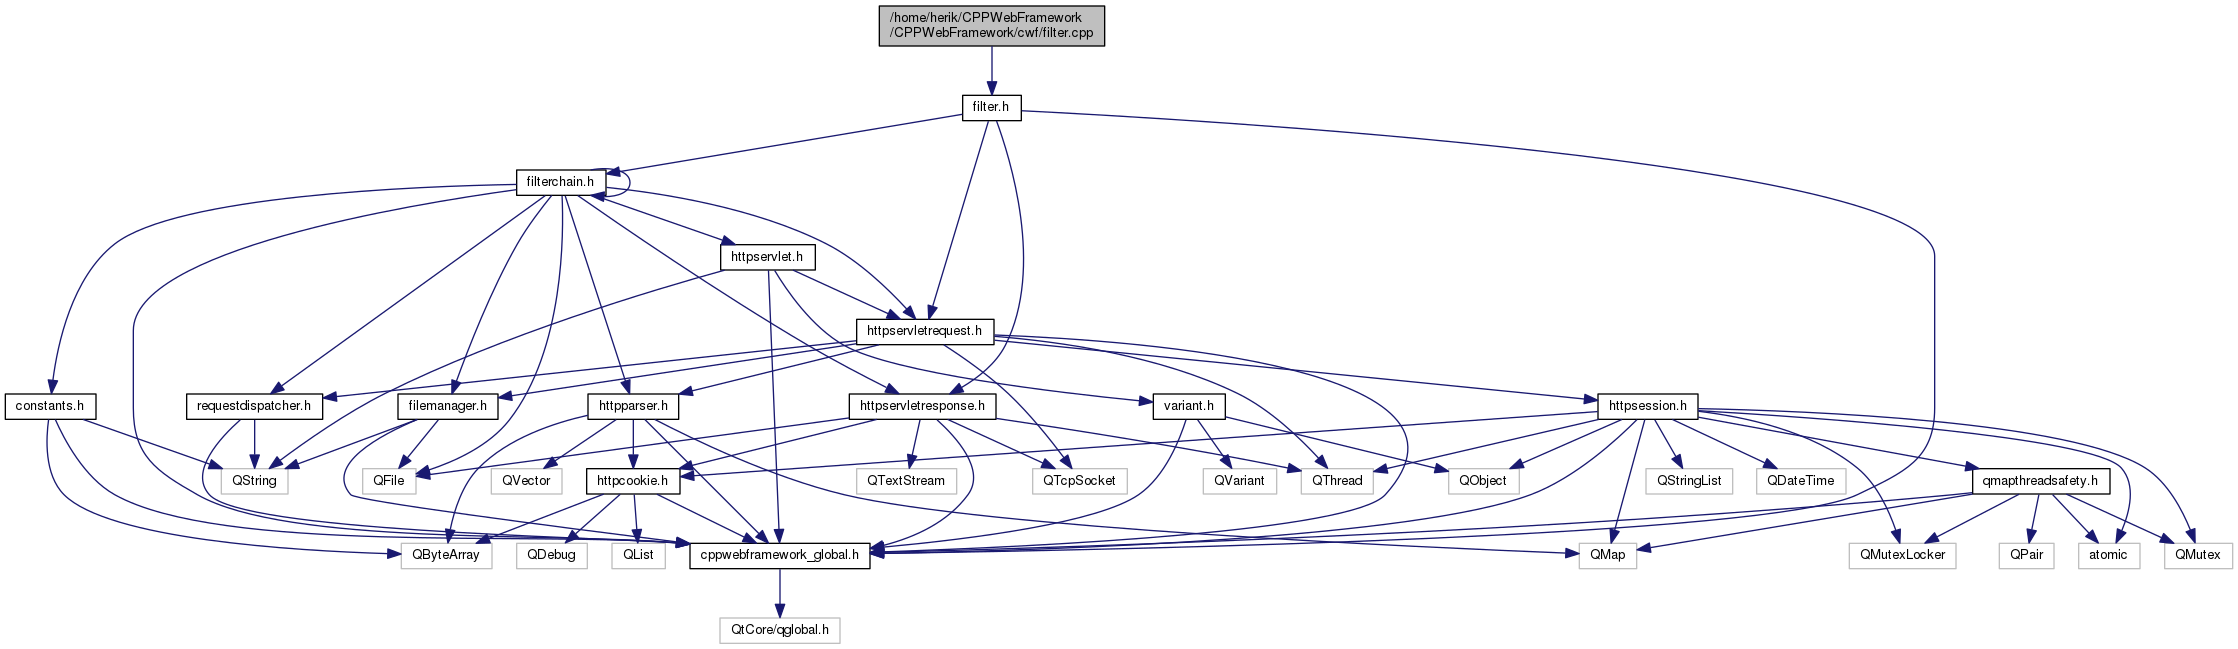 /home/herik/CPPWebFramework
/CPPWebFramework/cwf/filter.cpp
filter.h
filterchain.h
httpservlet.h
httpservletrequest.h
constants.h
requestdispatcher.h
filemanager.h
httpparser.h
httpservletresponse.h
variant.h
httpsession.h
QString
QFile
QVector
httpcookie.h
QTextStream
QTcpSocket
QVariant
QThread
QObject
QStringList
QDateTime
qmapthreadsafety.h
QByteArray
QDebug
QList
cppwebframework_global.h
QMap
QMutexLocker
QPair
atomic
QMutex
QtCore/qglobal.h